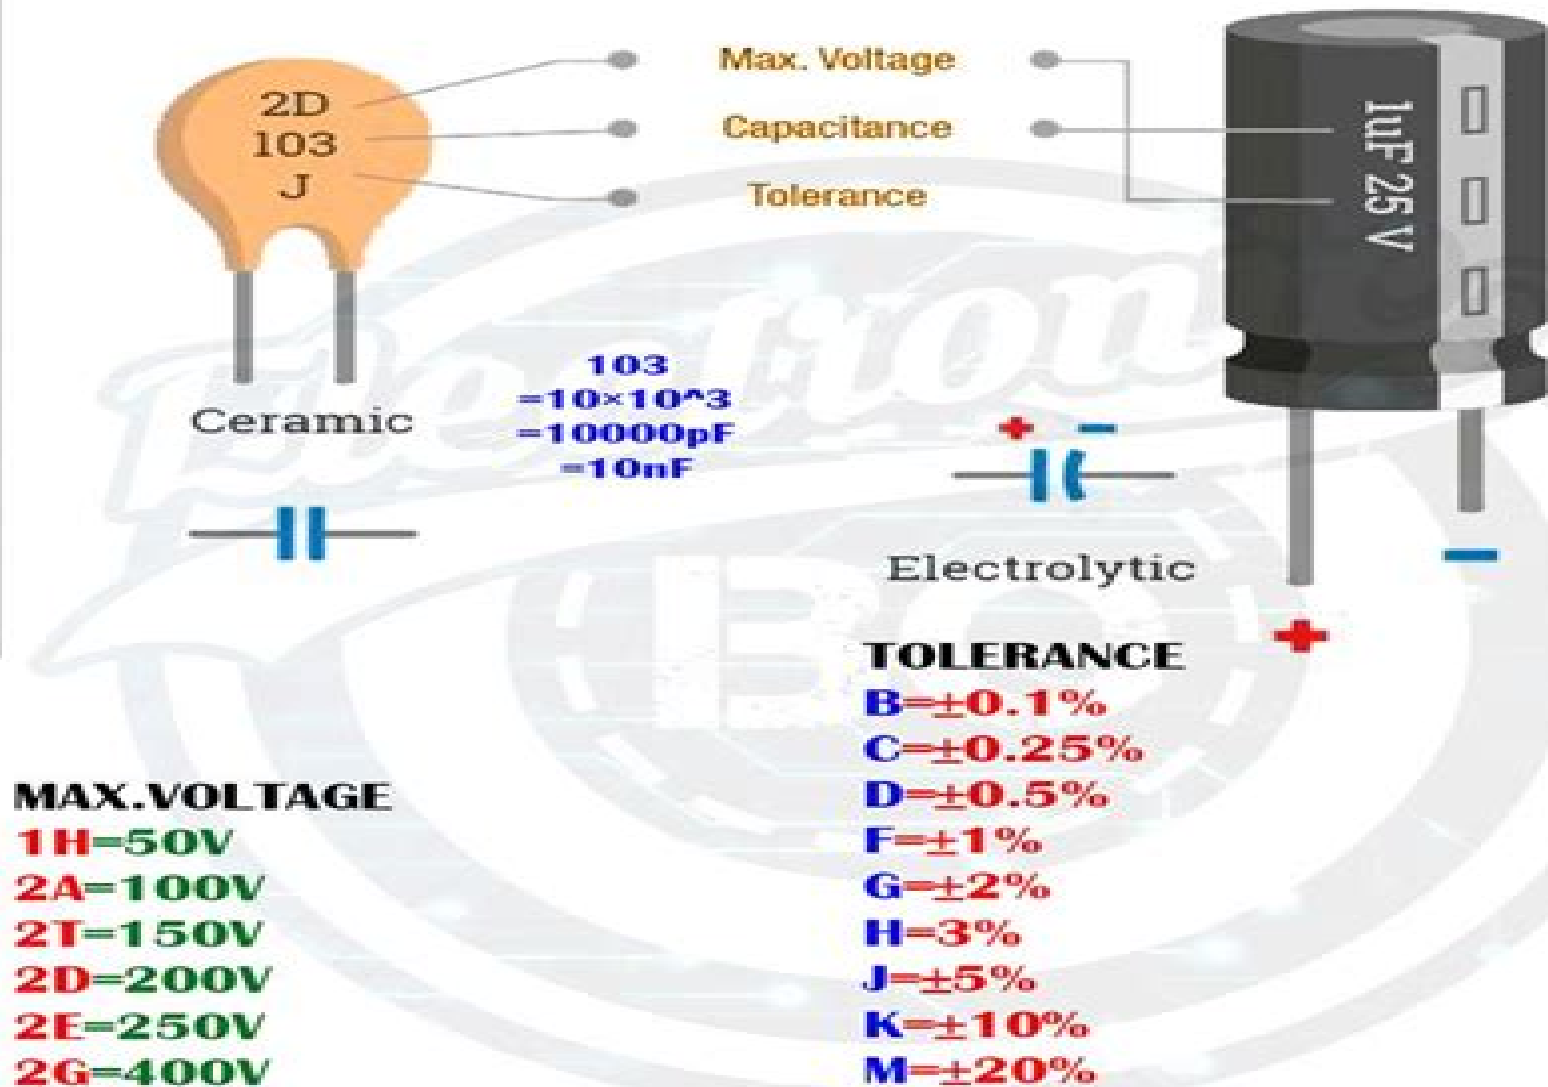 2D
103
J
Max. Voltage
Capacitance
Tolerance
1uF 25 V
Ceramic
103
=10×10^3
=10000pF
=10nF
+ −
Electrolytic
−
+
MAX.VOLTAGE
1H=50V
2A=100V
2T=150V
2D=200V
2E=250V
2G=400V
TOLERANCE
B=±0.1%
C=±0.25%
D=±0.5%
F=±1%
G=±2%
H=3%
J=±5%
K=±10%
M=±20%